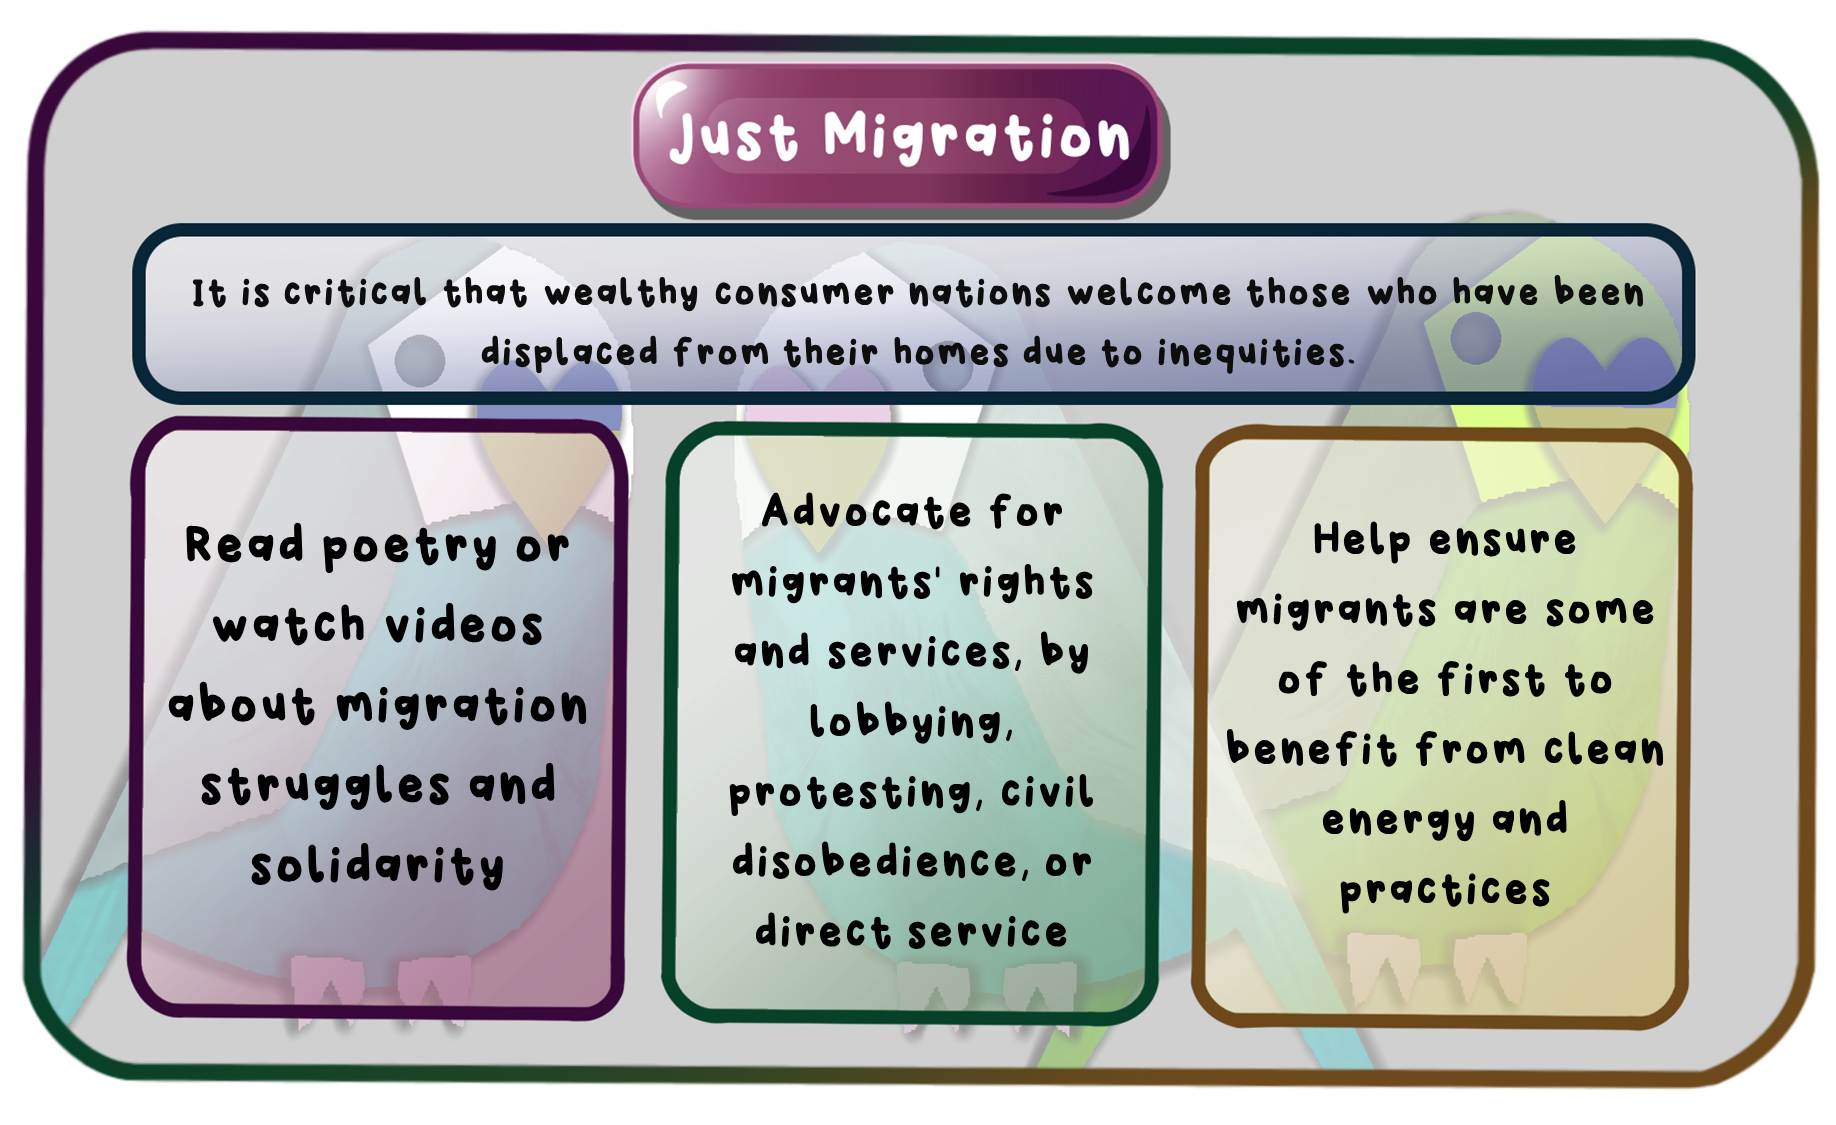 Just Migration
It is critical that wealthy consumer nations welcome those who have been
displaced from their homes due to inequities.
Read poetry or
watch videos
about migration
struggles and
solidarity
Advocate for
migrants' rights
and services, by
lobbying,
protesting, civil
disobedience, or
direct service
Help ensure
migrants are some
of the first to
benefit from clean
energy and
practices